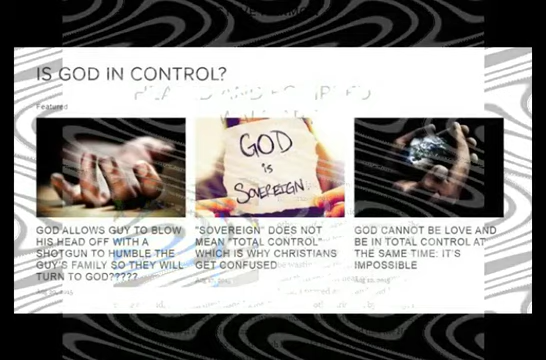 IS GOD IN CONTROL?
Featured
GOD
is
SOVEREIGN.
GOD ALLOWS GUY TO BLOW
HIS HEAD OFF WITH A
SHOTGUN TO HUMBLE THE
GUY'S FAMILY SO THEY WILL
TURN TO GOD?????
"SOVEREIGN" DOES NOT
MEAN "TOTAL CONTROL"
WHICH IS WHY CHRISTIANS
GET CONFUSED
GOD CANNOT BE LOVE AND
BE IN TOTAL CONTROL AT
THE SAME TIME: IT'S
IMPOSSIBLE